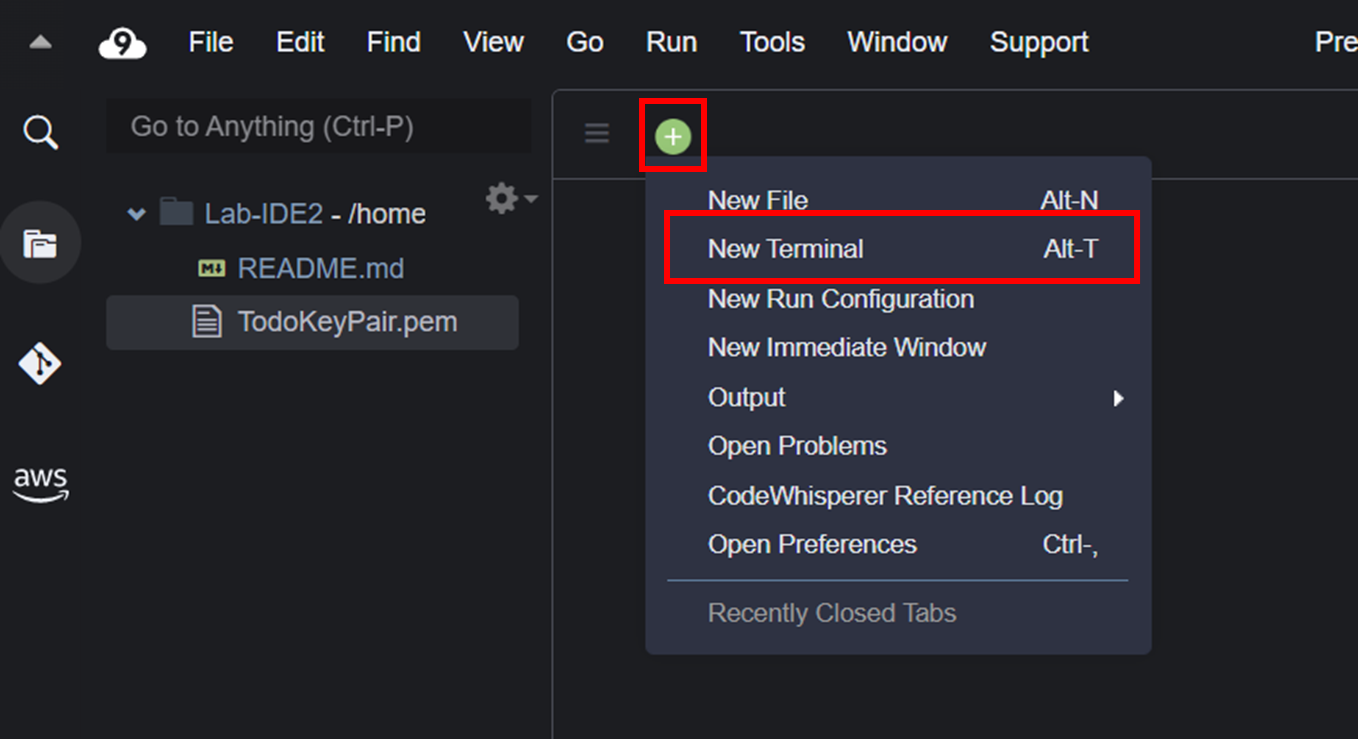 9 File Edit Find View Go Run Tools Window Support Pre
Go to Anything (Ctrl-P)
+
Lab-IDE2 - /home
M↓ README.md
TodoKeyPair.pem
aws
New File Alt-N
New Terminal Alt-T
New Run Configuration
New Immediate Window
Output
Open Problems
CodeWhisperer Reference Log
Open Preferences Ctrl-,
Recently Closed Tabs